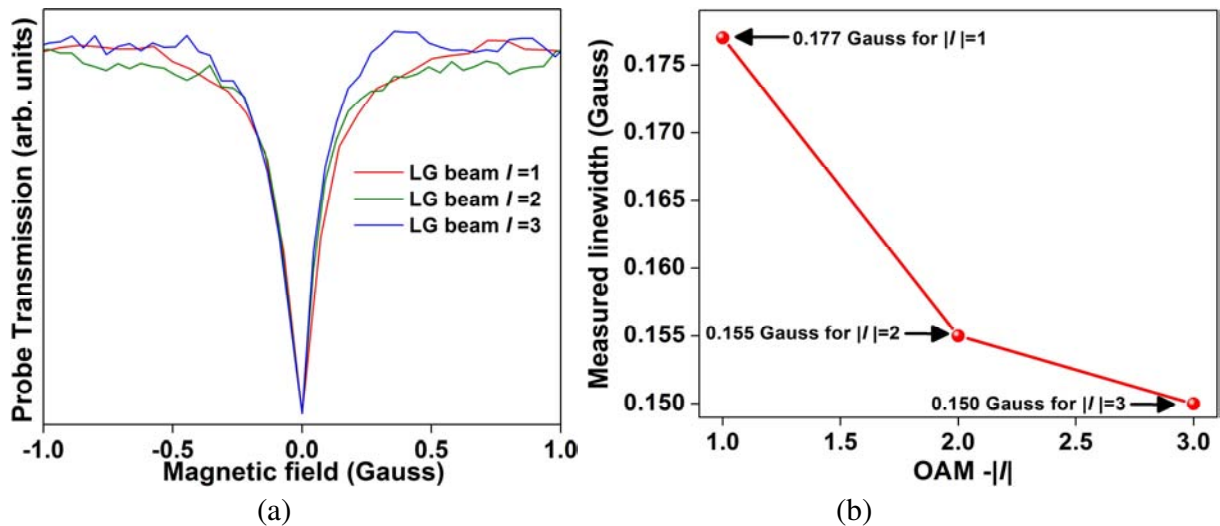 Probe Transmission (arb. units)
LG beam l =1
LG beam l =2
LG beam l =3
-1.0 -0.5 0.0 0.5 1.0
Magnetic field (Gauss)
(a)
Measured linewidth (Gauss)
0.175
0.170
0.165
0.160
0.155
0.150
0.177 Gauss for |l |=1
0.155 Gauss for |l |=2
0.150 Gauss for |l |=3
1.0 1.5 2.0 2.5 3.0
OAM -|l|
(b)